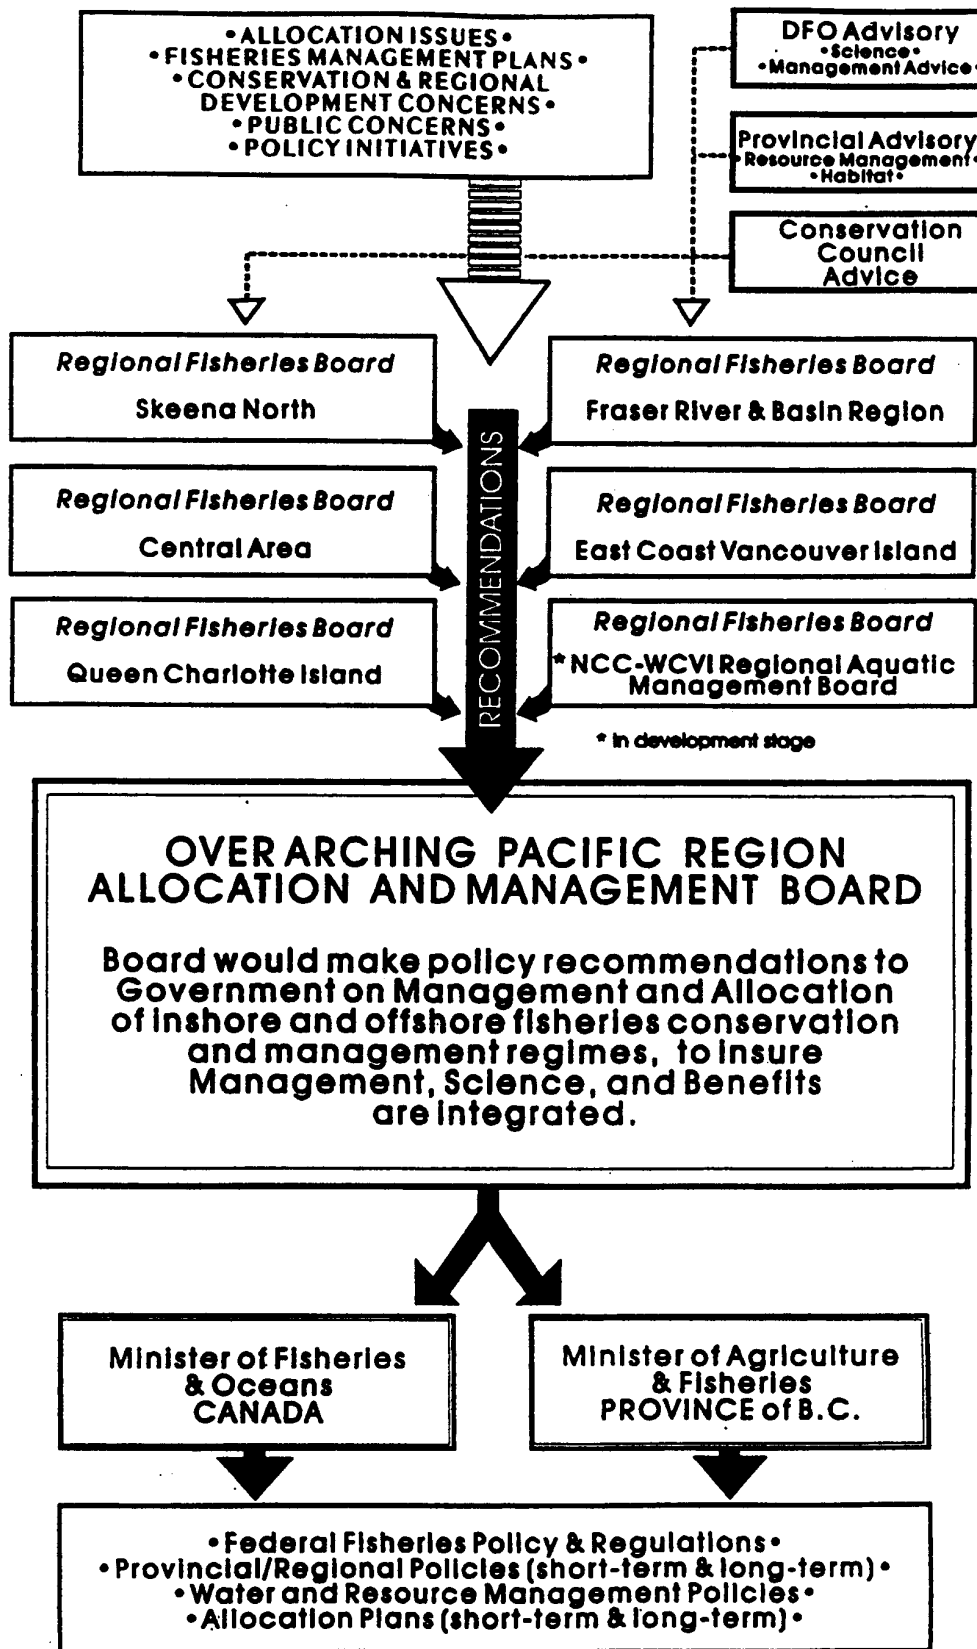 •ALLOCATION ISSUES•
•FISHERIES MANAGEMENT PLANS•
•CONSERVATION & REGIONAL
DEVELOPMENT CONCERNS•
•PUBLIC CONCERNS•
•POLICY INITIATIVES•
DFO Advisory
•Science•
•Management Advice•
Provincial Advisory
•Resource Management•
•Habitat•
Conservation
Council
Advice
Regional Fisheries Board
Skeena North
Regional Fisheries Board
Fraser River & Basin Region
Regional Fisheries Board
Central Area
Regional Fisheries Board
East Coast Vancouver Island
Regional Fisheries Board
Queen Charlotte Island
Regional Fisheries Board
*NCC-WCVI Regional Aquatic
Management Board
RECOMMENDATIONS
* In development stage
OVER ARCHING PACIFIC REGION
ALLOCATION AND MANAGEMENT BOARD
Board would make policy recommendations to
Government on Management and Allocation
of inshore and offshore fisheries conservation
and management regimes, to insure
Management, Science, and Benefits
are integrated.
Minister of Fisheries
& Oceans
CANADA
Minister of Agriculture
& Fisheries
PROVINCE of B.C.
•Federal Fisheries Policy & Regulations•
•Provincial/Regional Policies (short-term & long-term)•
•Water and Resource Management Policies•
•Allocation Plans (short-term & long-term)•